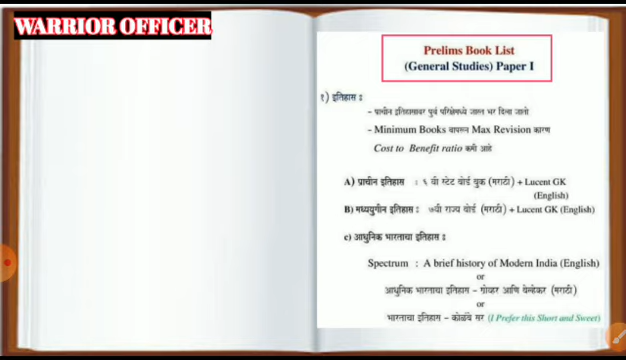 WARRIOR OFFICER
Prelims Book List
(General Studies) Paper I
१) इतिहास :
- प्राचीन इतिहासावर पुर्व परिक्षेमध्ये जास्त भर दिला जातो
- Minimum Books वापरून Max Revision कारण
Cost to Benefit ratio कमी आहे
A) प्राचीन इतिहास : ६ वी स्टेट बोर्ड बुक (मराठी) + Lucent GK
(English)
B) मध्ययुगीन इतिहास : ७वी राज्य बोर्ड (मराठी) + Lucent GK (English)
c) आधुनिक भारताचा इतिहास :
Spectrum : A brief history of Modern India (English)
or
आधुनिक भारताचा इतिहास - ग्रोव्हर आणि बेल्हेकर (मराठी)
or
भारताचा इतिहास - कोळंबे सर (I Prefer this Short and Sweet)